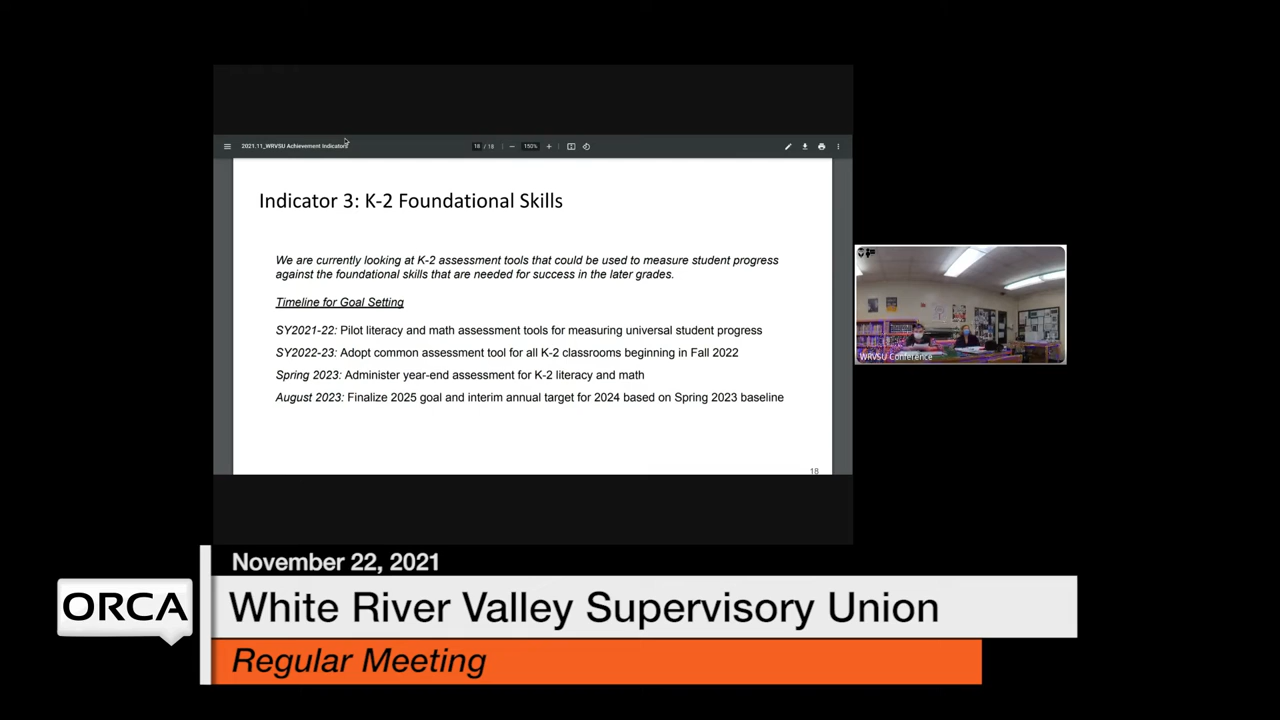 2021.11_WRVSU Achievement Indicators
18 / 18
150%
Indicator 3: K-2 Foundational Skills
We are currently looking at K-2 assessment tools that could be used to measure student progress
against the foundational skills that are needed for success in the later grades.
Timeline for Goal Setting
SY2021-22: Pilot literacy and math assessment tools for measuring universal student progress
SY2022-23: Adopt common assessment tool for all K-2 classrooms beginning in Fall 2022
Spring 2023: Administer year-end assessment for K-2 literacy and math
August 2023: Finalize 2025 goal and interim annual target for 2024 based on Spring 2023 baseline
18
WRVSU Conference
November 22, 2021
ORCA
White River Valley Supervisory Union
Regular Meeting